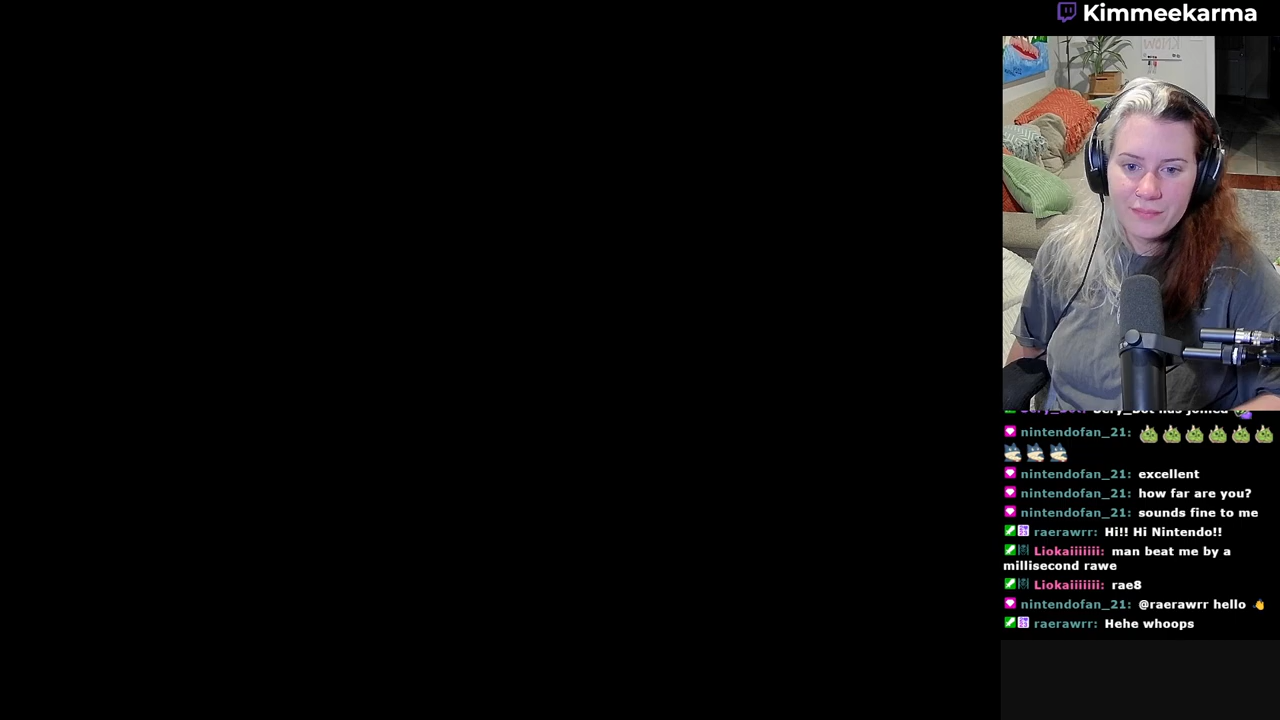 Kimmeekarma
nintendofan_21:
nintendofan_21: excellent
nintendofan_21: how far are you?
nintendofan_21: sounds fine to me
raerawrr: Hi!! Hi Nintendo!!
Liokaiiiiiii: man beat me by a
millisecond rawe
Liokaiiiiiii: rae8
nintendofan_21: @raerawrr hello
raerawrr: Hehe whoops